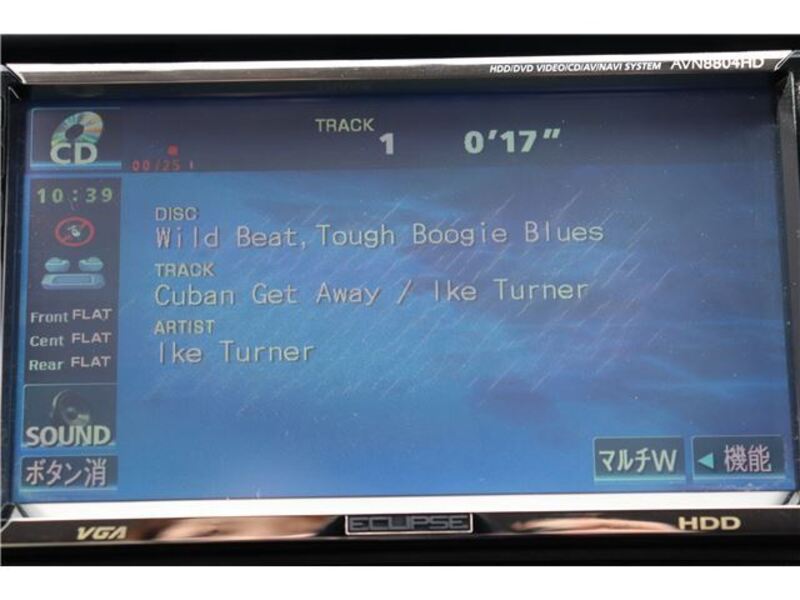 HDD/DVD VIDEO/CD/AV/NAVI SYSTEM AVN8804HD
CD
TRACK 1 0'17"
00/25
10:39
DISC
Wild Beat,Tough Boogie Blues
TRACK
Cuban Get Away / Ike Turner
ARTIST
Ike Turner
Front FLAT
Cent FLAT
Rear FLAT
SOUND
ボタン消
マルチW
機能
VGA ECLIPSE HDD